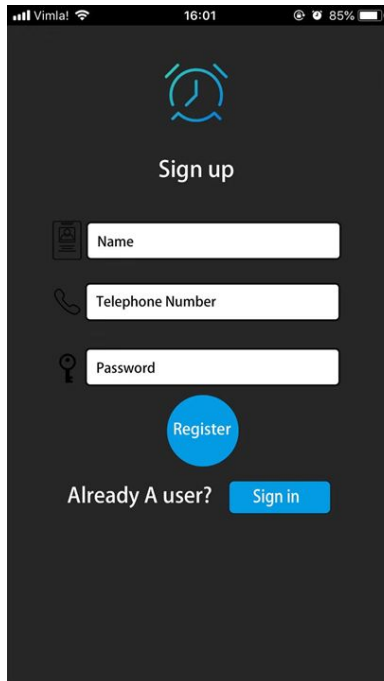 Vimla! 16:01 85%
Sign up
Name
Telephone Number
Password
Register
Already A user? Sign in